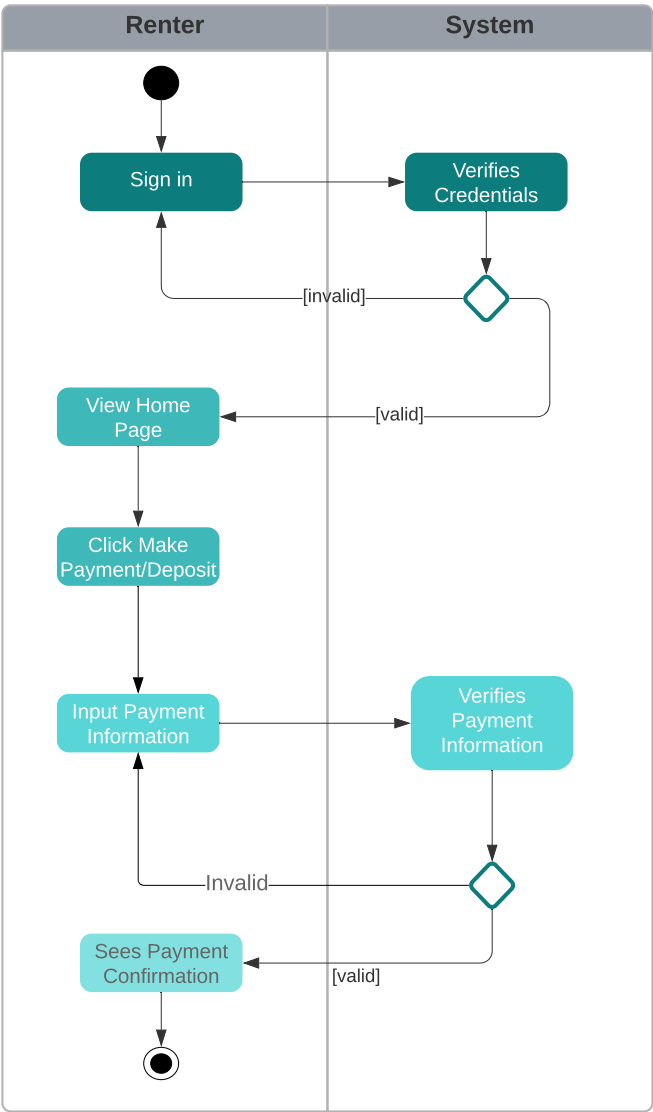 Renter
System
Sign in
Verifies
Credentials
[invalid]
[valid]
View Home
Page
Click Make
Payment/Deposit
Input Payment
Information
Verifies
Payment
Information
Invalid
[valid]
Sees Payment
Confirmation